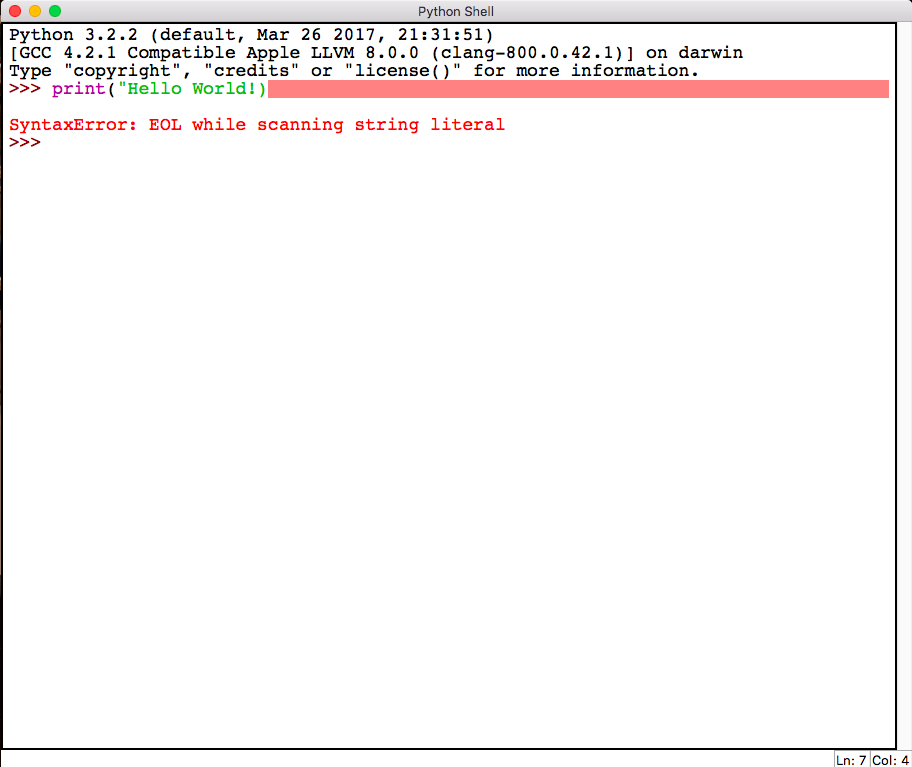 Python Shell
Python 3.2.2 (default, Mar 26 2017, 21:31:51)
[GCC 4.2.1 Compatible Apple LLVM 8.0.0 (clang-800.0.42.1)] on darwin
Type "copyright", "credits" or "license()" for more information.
>>> print("Hello World!)
SyntaxError: EOL while scanning string literal
>>>
Ln: 7 Col: 4